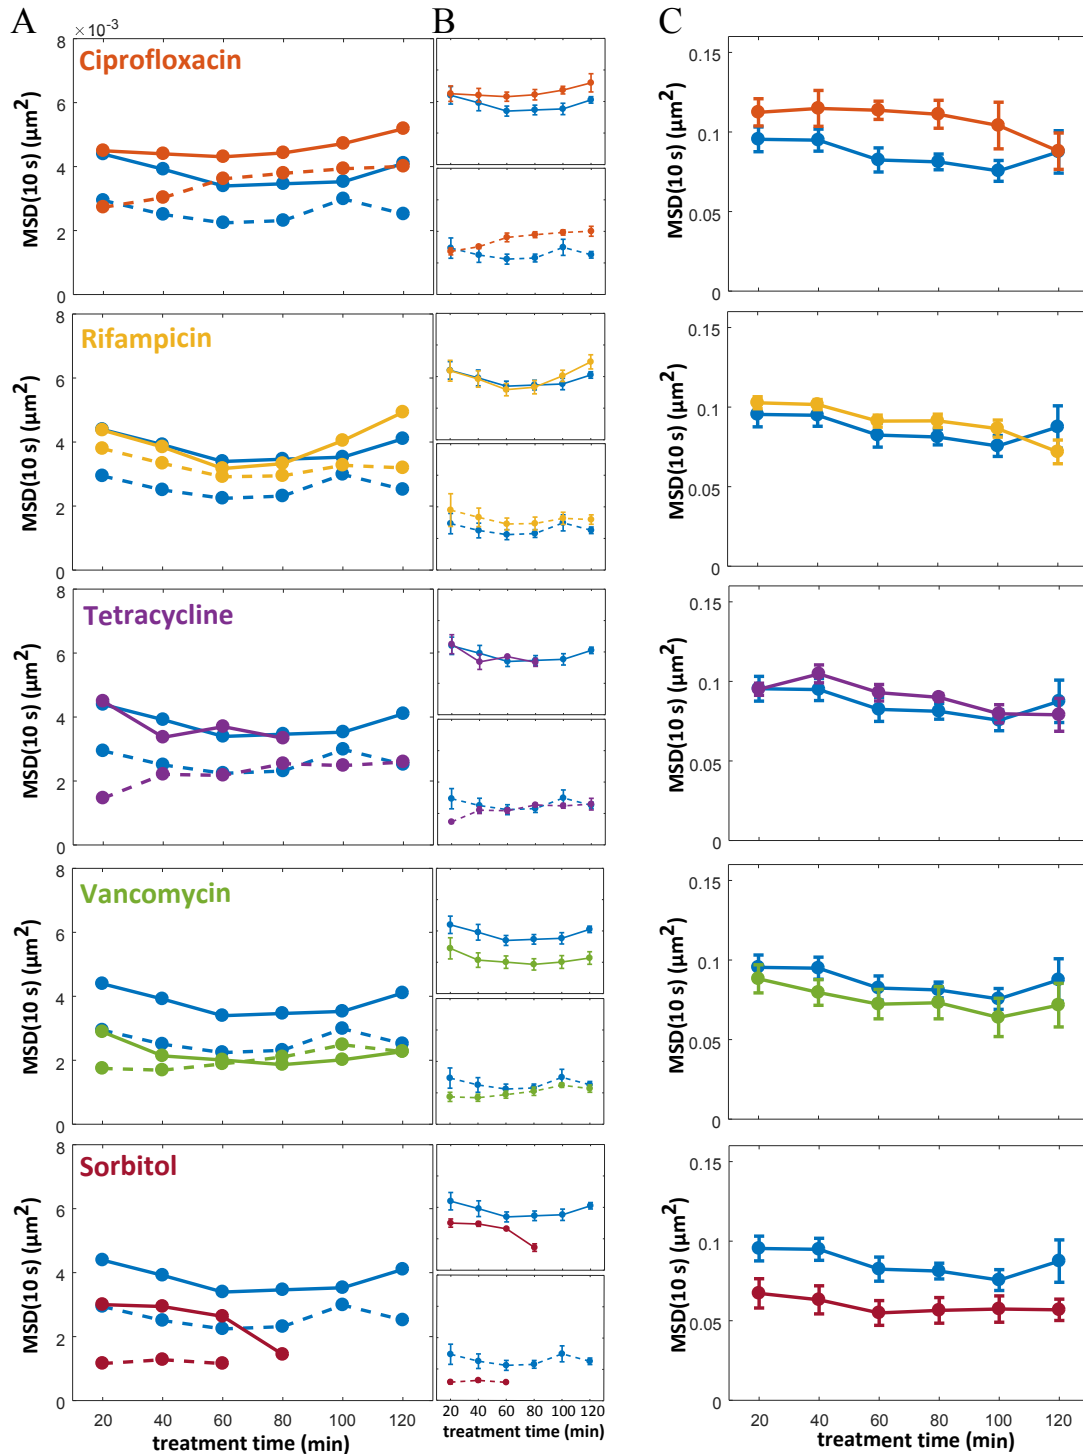 A
B
C
×10⁻³
8
6
4
2
0
MSD(10 s) (µm²)
Ciprofloxacin
0.15
0.1
0.05
0
MSD(10 s) (µm²)
8
6
4
2
0
MSD(10 s) (µm²)
Rifampicin
0.15
0.1
0.05
0
MSD(10 s) (µm²)
8
6
4
2
0
MSD(10 s) (µm²)
Tetracycline
0.15
0.1
0.05
0
MSD(10 s) (µm²)
8
6
4
2
0
MSD(10 s) (µm²)
Vancomycin
0.15
0.1
0.05
0
MSD(10 s) (µm²)
8
6
4
2
0
MSD(10 s) (µm²)
Sorbitol
0.15
0.1
0.05
0
MSD(10 s) (µm²)
20 40 60 80 100 120
treatment time (min)
20 40 60 80 100 120
treatment time (min)
20 40 60 80 100 120
treatment time (min)